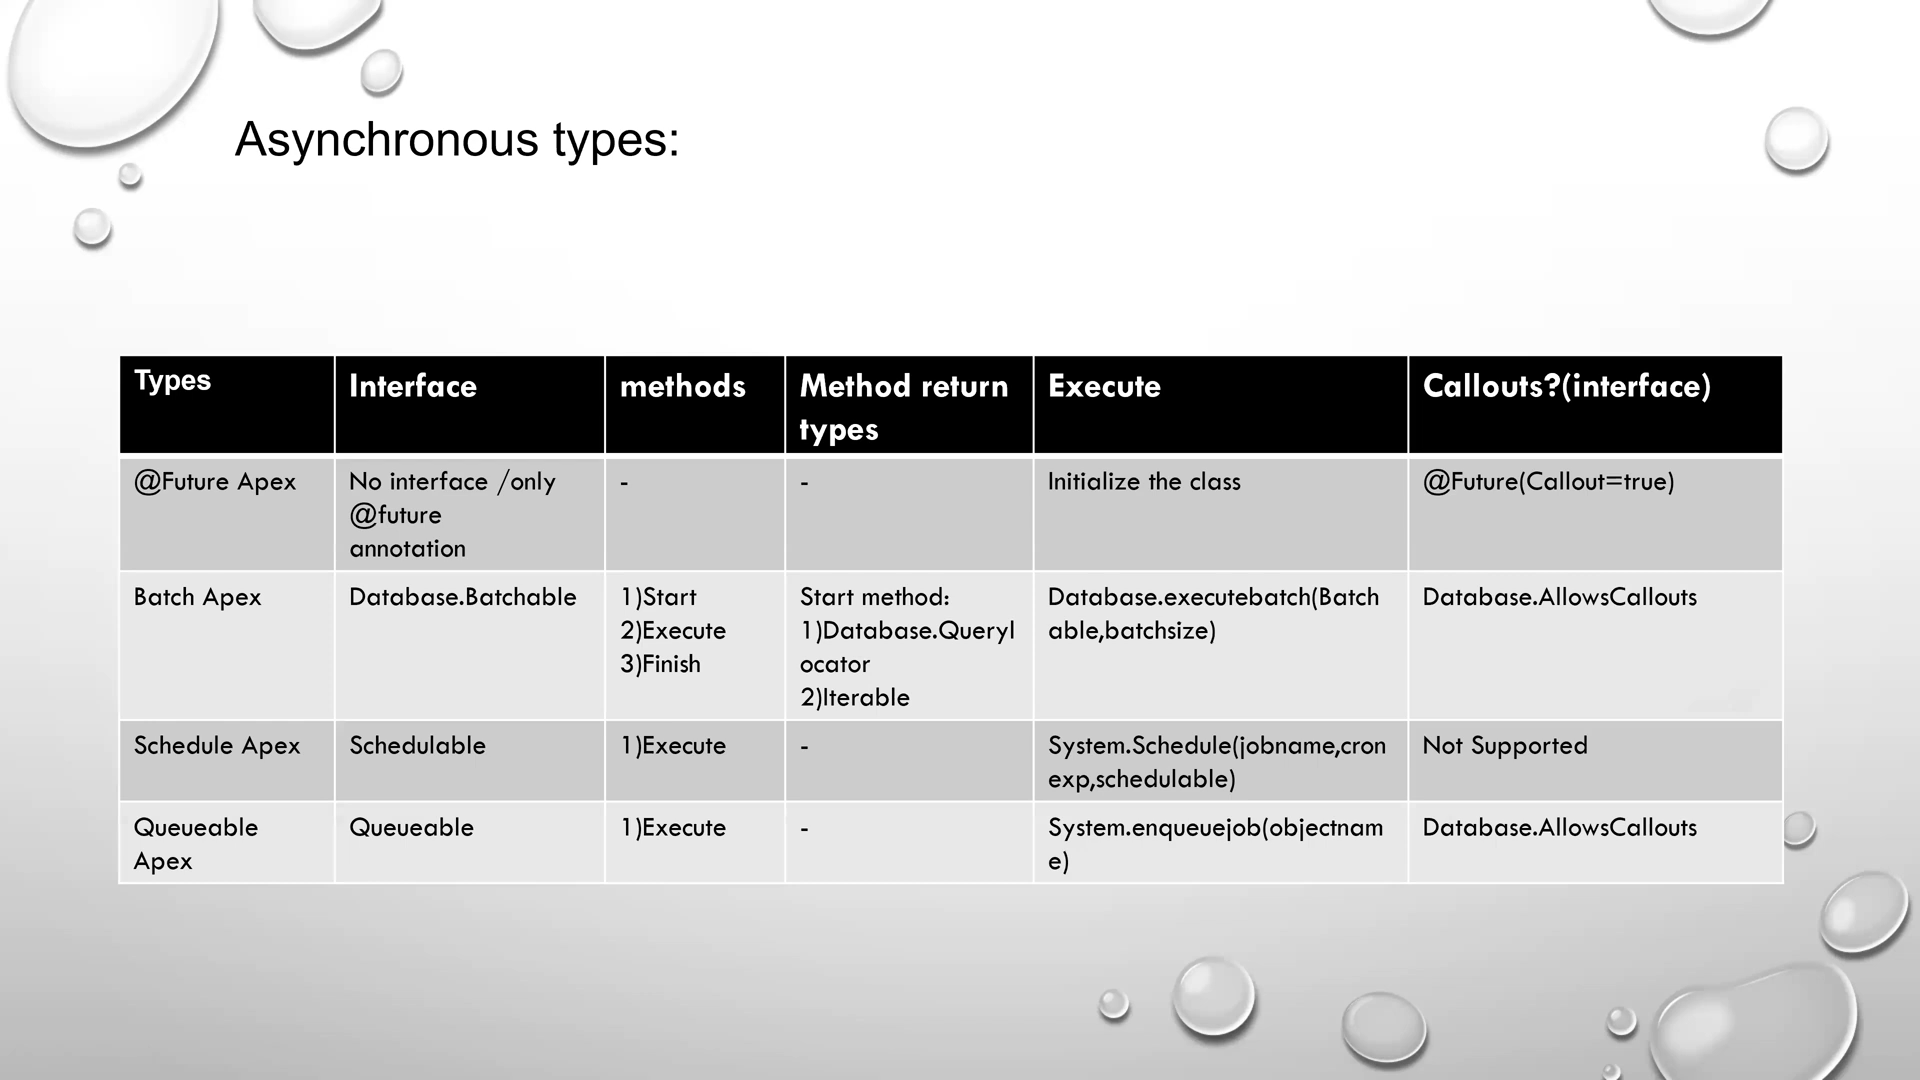 Asynchronous types:
Types
Interface
methods
Method return
types
Execute
Callouts?(interface)
@Future Apex
No interface /only
@future
annotation
-
-
Initialize the class
@Future(Callout=true)
Batch Apex
Database.Batchable
1)Start
2)Execute
3)Finish
Start method:
1)Database.Queryl
ocator
2)Iterable
Database.executebatch(Batch
able,batchsize)
Database.AllowsCallouts
Schedule Apex
Schedulable
1)Execute
-
System.Schedule(jobname,cron
exp,schedulable)
Not Supported
Queueable
Apex
Queueable
1)Execute
-
System.enqueuejob(objectnam
e)
Database.AllowsCallouts